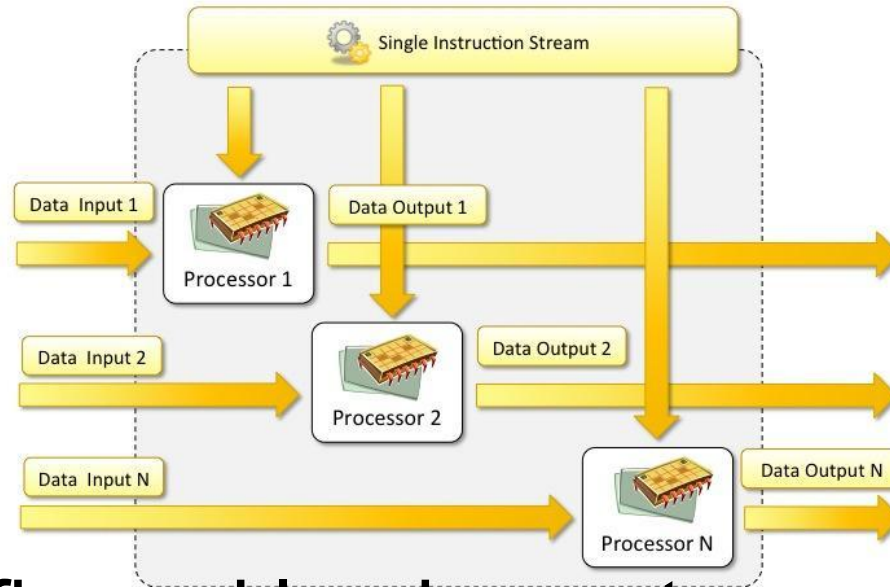 Single Instruction Stream
Data Input 1
Data Output 1
Processor 1
Data Input 2
Data Output 2
Processor 2
Data Input N
Data Output N
Processor N